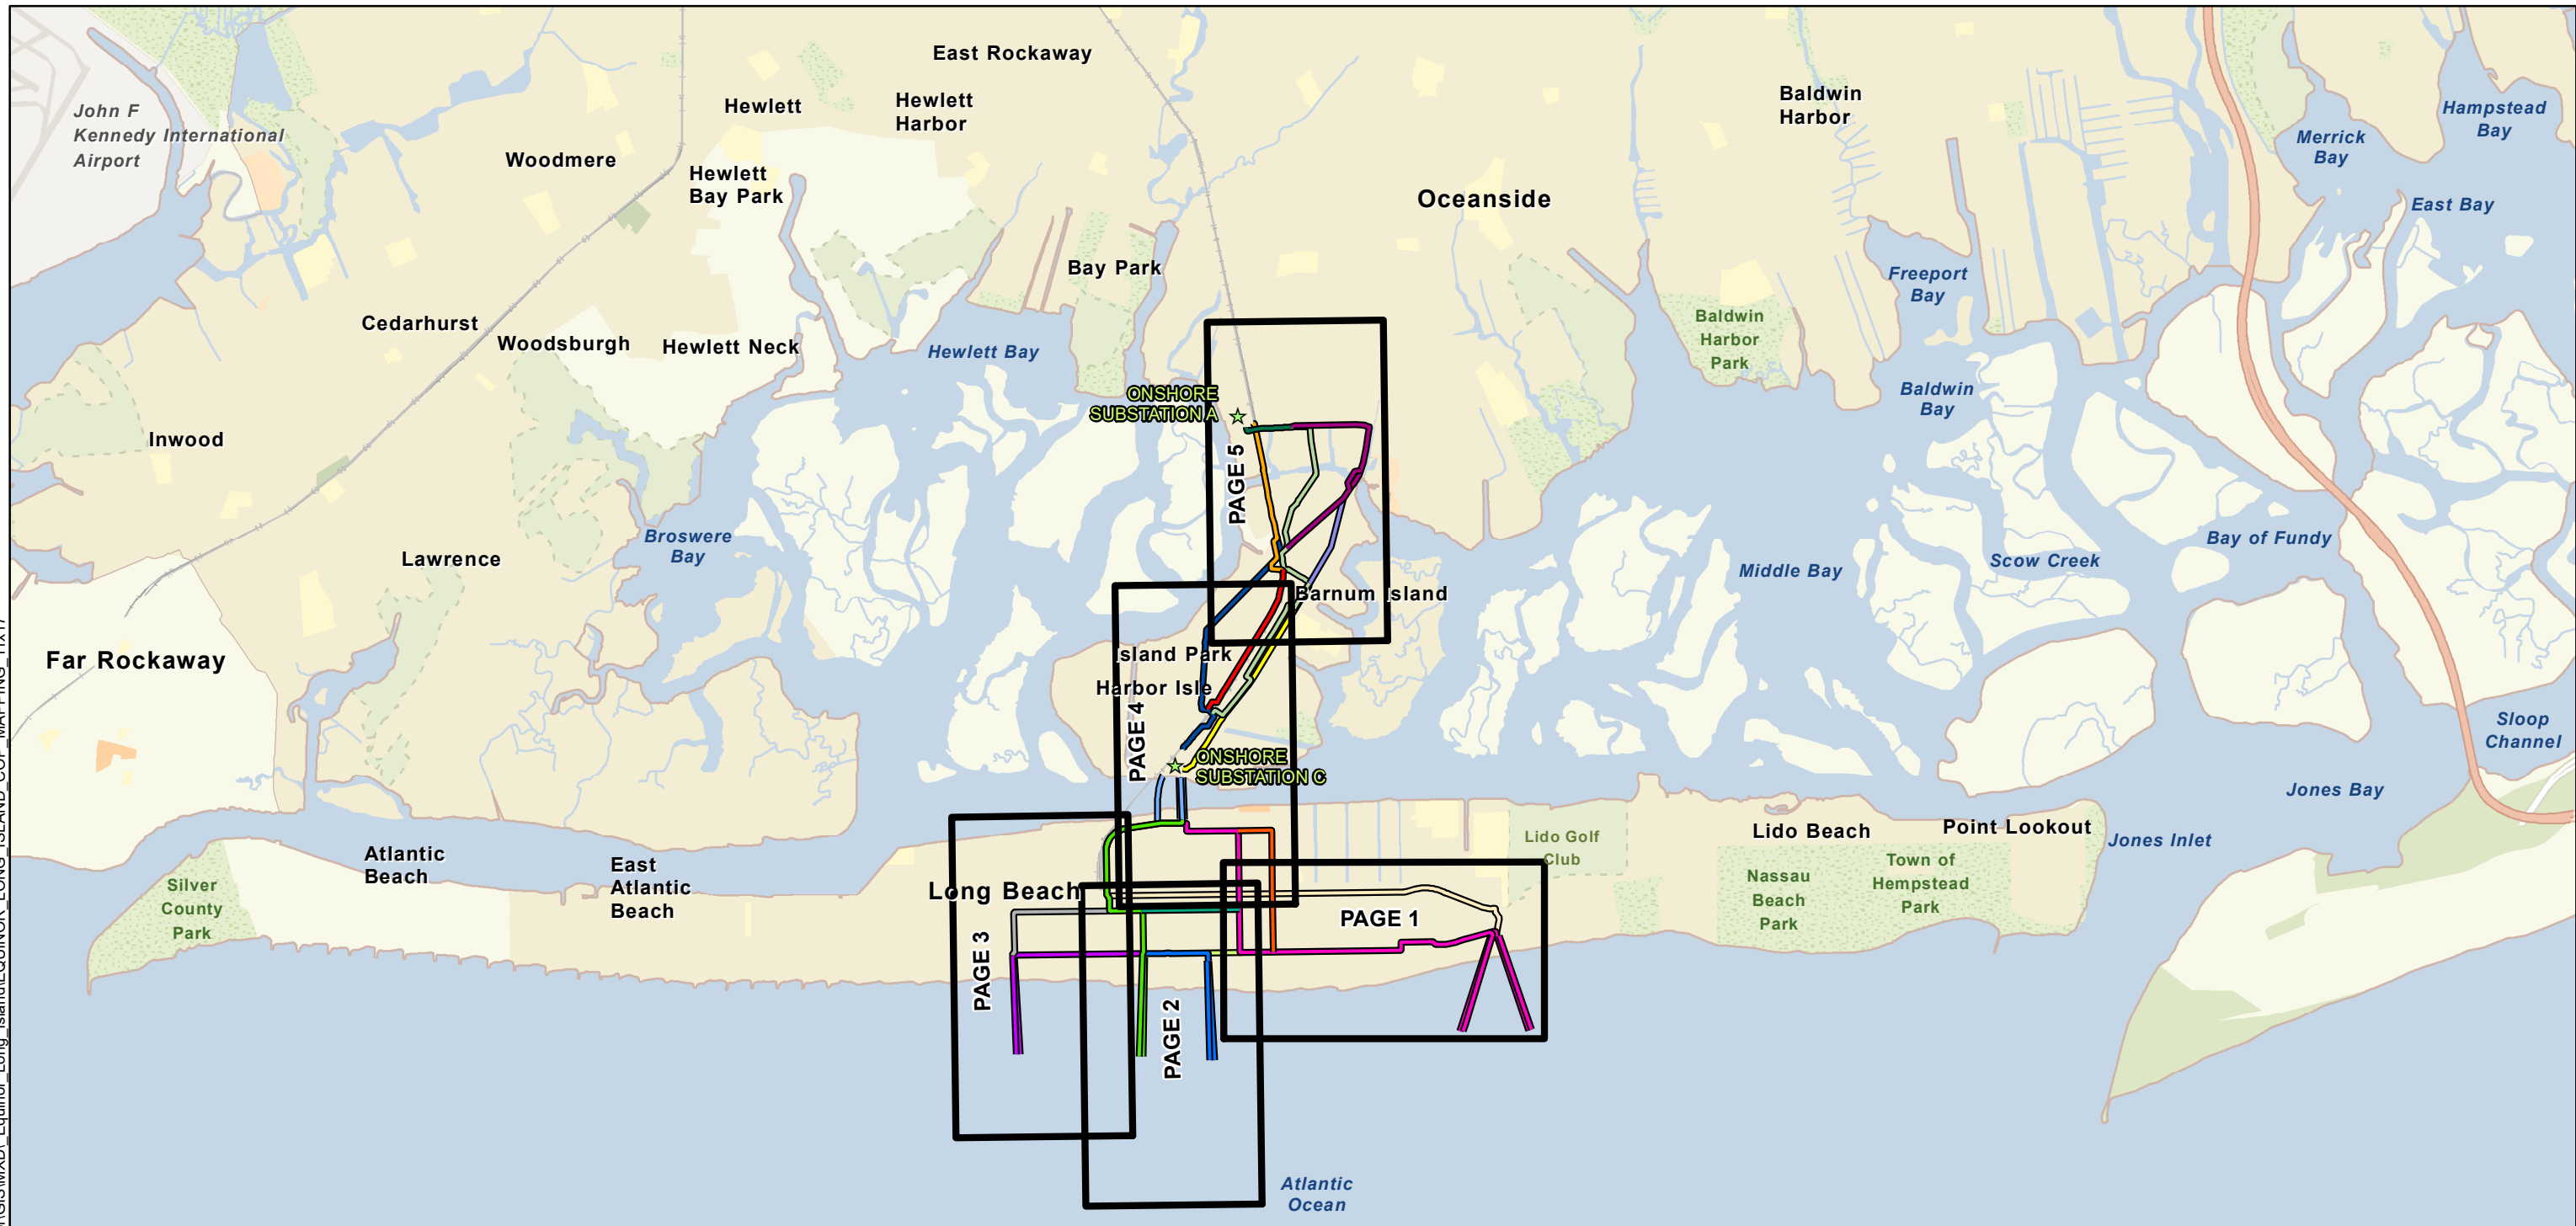 East Rockaway
John F
Kennedy International
Airport
Hewlett
Hewlett
Harbor
Baldwin
Harbor
Hampstead
Bay
Merrick
Bay
Woodmere
Hewlett
Bay Park
Oceanside
East Bay
Bay Park
Freeport
Bay
Cedarhurst
Woodsburgh
Hewlett Neck
Hewlett Bay
Baldwin
Harbor
Park
ONSHORE
SUBSTATION A
Baldwin
Bay
Inwood
PAGE 5
Broswere
Bay
Lawrence
Middle Bay
Scow Creek
Bay of Fundy
Barnum Island
Far Rockaway
Island Park
Harbor Isle
PAGE 4
ONSHORE
SUBSTATION C
Sloop
Channel
Jones Bay
Atlantic
Beach
East
Atlantic
Beach
Silver
County
Park
Long Beach
Lido Golf
Club
Lido Beach
Point Lookout
Jones Inlet
Nassau
Beach
Park
Town of
Hempstead
Park
PAGE 1
PAGE 3
PAGE 2
Atlantic
Ocean